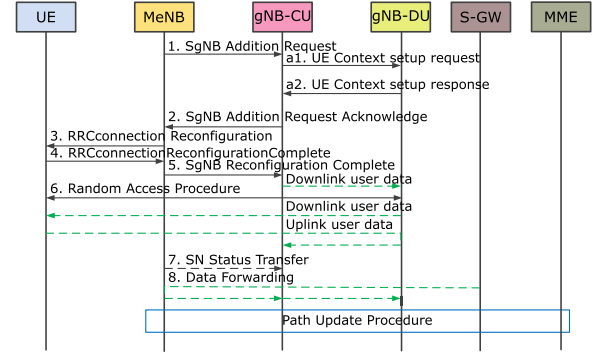 UE
MeNB
gNB-CU
gNB-DU
S-GW
MME
1. SgNB Addition Request
a1. UE Context setup request
a2. UE Context setup response
2. SgNB Addition Request Acknowledge
3. RRCconnection Reconfiguration
4. RRCconnectionReconfigurationComplete
5. SgNB Reconfiguration Complete
Downlink user data
6. Random Access Procedure
Downlink user data
Uplink user data
7. SN Status Transfer
8. Data Forwarding
Path Update Procedure